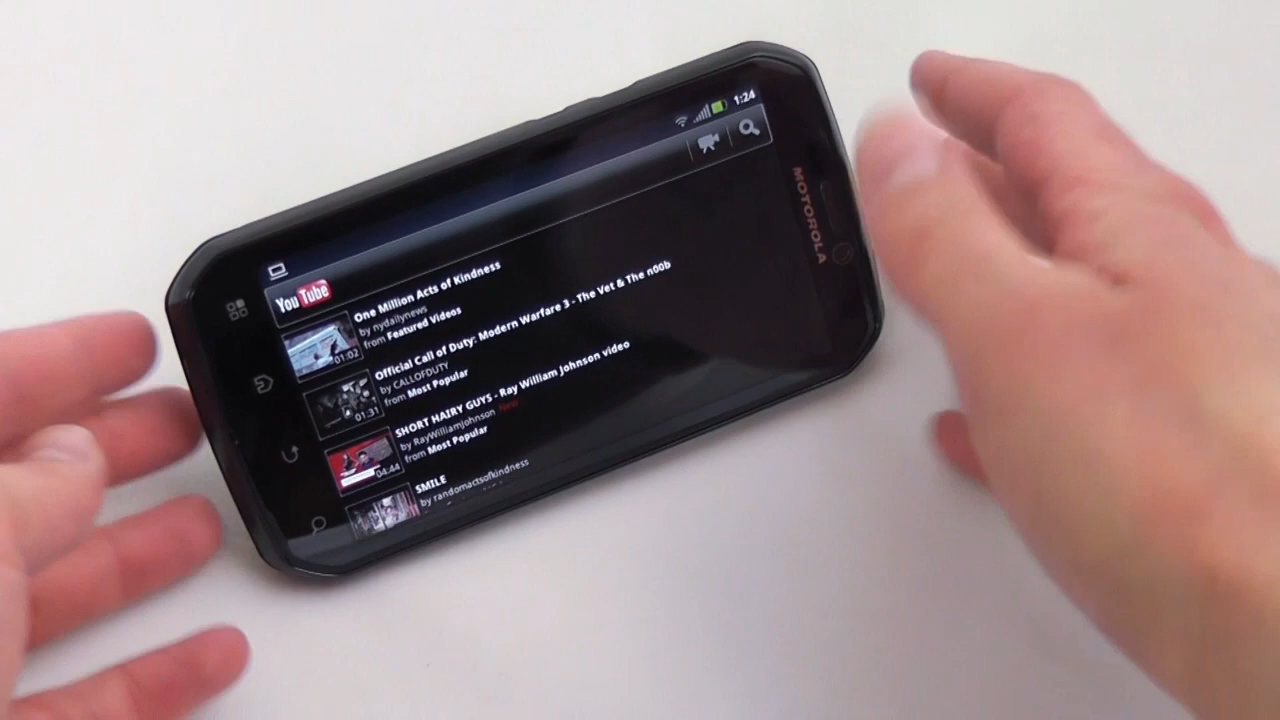 1:24
MOTOROLA
You Tube
One Million Acts of Kindness
by nydailynews
from Featured Videos
01:02
Official Call of Duty: Modern Warfare 3 - The Vet & The n00b
by CALLOFDUTY
from Most Popular
01:31
SHORT HAIRY GUYS - Ray William Johnson video
by RayWilliamJohnson New
from Most Popular
04:44
SMILE
by randomactsofkindness